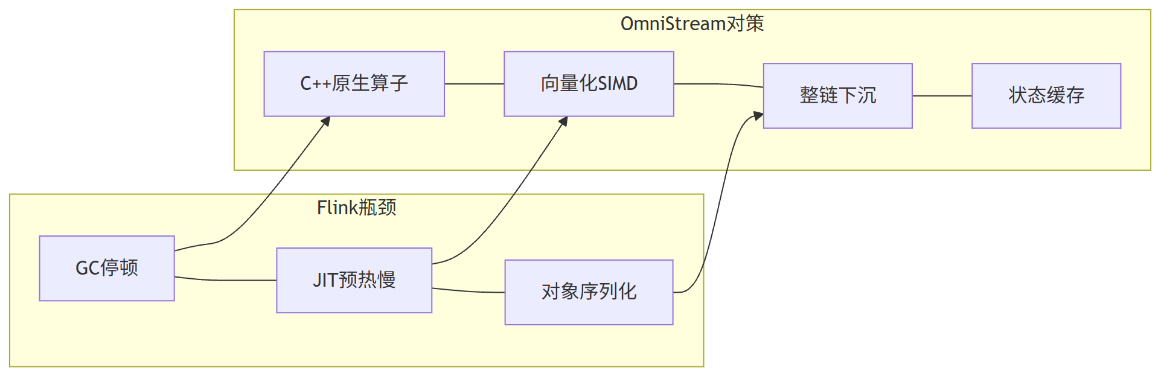 OmniStream对策
C++原生算子
向量化SIMD
整链下沉
状态缓存
Flink瓶颈
GC停顿
JIT预热慢
对象序列化